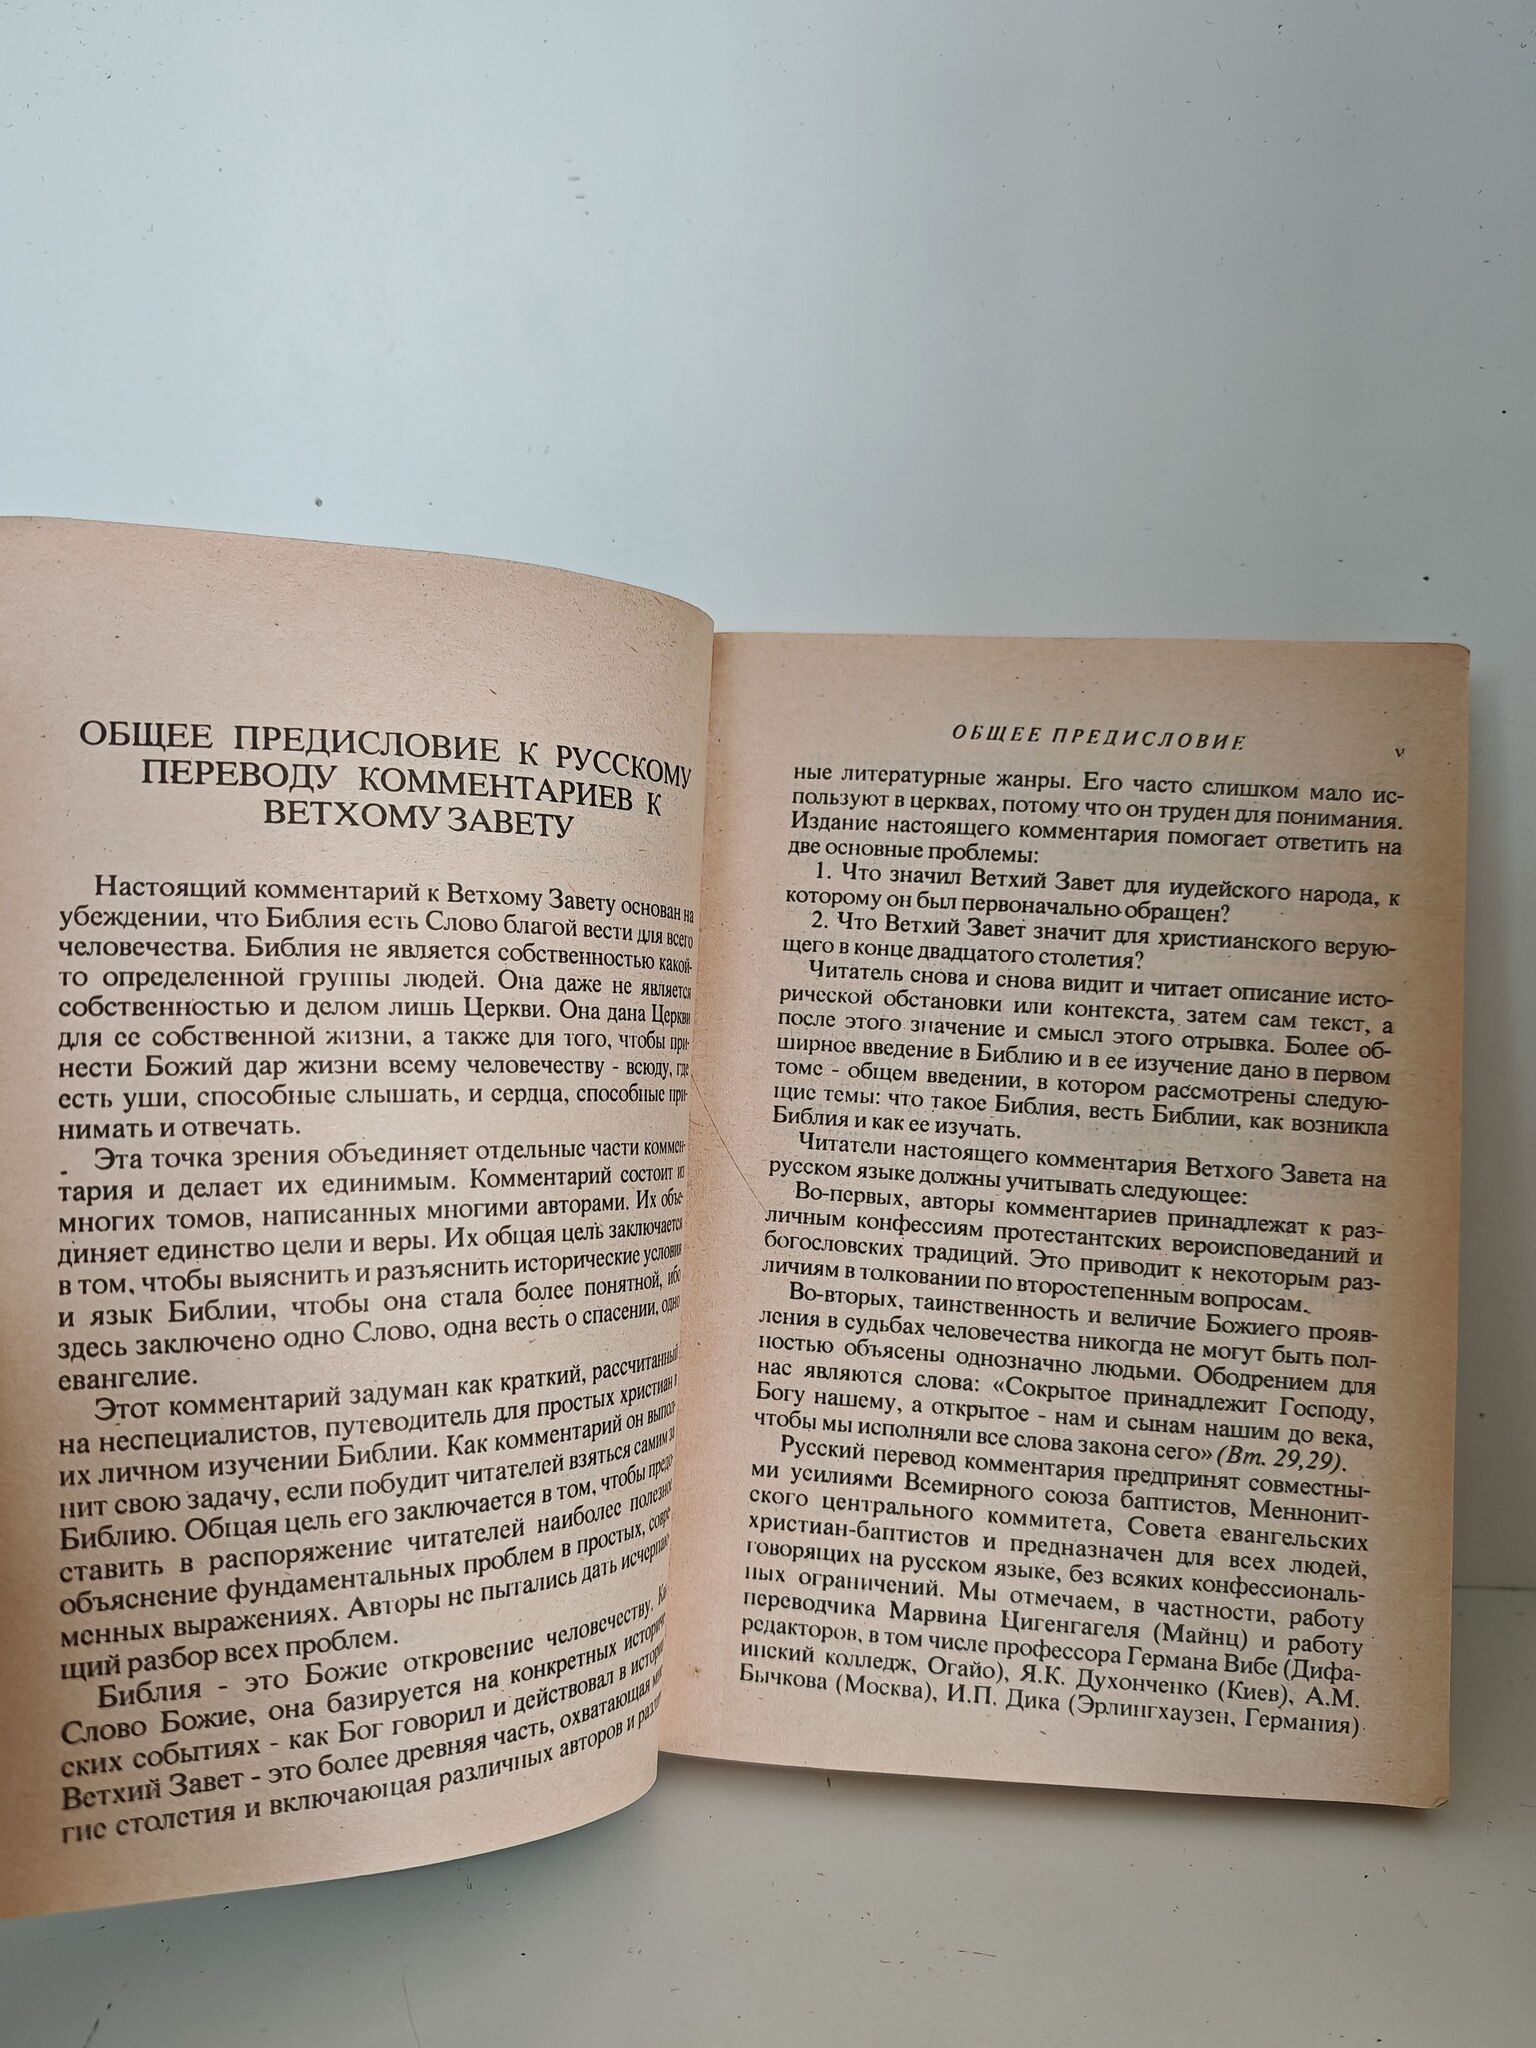 ОБЩЕЕ ПРЕДИСЛОВИЕ К РУССКОМУ
ПЕРЕВОДУ КОММЕНТАРИЕВ К
ВЕТХОМУ ЗАВЕТУ
Настоящий комментарий к Ветхому Завету основан на
убеждении, что Библия есть Слово благой вести для всего
человечества. Библия не является собственностью какой-
то определенной группы людей. Она даже не является
собственностью и делом лишь Церкви. Она дана Церкви
для ее собственной жизни, а также для того, чтобы при-
нести Божий дар жизни всему человечеству - всюду, где
есть уши, способные слышать, и сердца, способные при-
нимать и отвечать.
Эта точка зрения объединяет отдельные части коммен-
тария и делает их единимым. Комментарий состоит из
многих томов, написанных многими авторами. Их объе-
диняет единство цели и веры. Их общая цель заключается
в том, чтобы выяснить и разъяснить исторические условия
и язык Библии, чтобы она стала более понятной, ибо
здесь заключено одно Слово, одна весть о спасении, одно
евангелие.
Этот комментарий задуман как краткий, рассчитанный
на неспециалистов, путеводитель для простых христиан в
их личном изучении Библии. Как комментарий он выпол-
нит свою задачу, если побудит читателей взяться самим за
Библию. Общая цель его заключается в том, чтобы предо-
ставить в распоряжение читателей наиболее полезное
объяснение фундаментальных проблем в простых, совре-
менных выражениях. Авторы не пытались дать исчерпаю-
щий разбор всех проблем.
Библия - это Божие откровение человечеству. Как
Слово Божие, она базируется на конкретных историче-
ских событиях - как Бог говорил и действовал в истории.
Ветхий Завет - это более древняя часть, охватающая мно-
гие столетия и включающая различных авторов и различ-
ОБЩЕЕ ПРЕДИСЛОВИЕ v
ные литературные жанры. Его часто слишком мало ис-
пользуют в церквах, потому что он труден для понимания.
Издание настоящего комментария помогает ответить на
две основные проблемы:
1. Что значил Ветхий Завет для иудейского народа, к
которому он был первоначально обращен?
2. Что Ветхий Завет значит для христианского верую-
щего в конце двадцатого столетия?
Читатель снова и снова видит и читает описание исто-
рической обстановки или контекста, затем сам текст, а
после этого значение и смысл этого отрывка. Более об-
ширное введение в Библию и в ее изучение дано в первом
томе - общем введении, в котором рассмотрены следую-
щие темы: что такое Библия, весть Библии, как возникла
Библия и как ее изучать.
Читатели настоящего комментария Ветхого Завета на
русском языке должны учитывать следующее:
Во-первых, авторы комментариев принадлежат к раз-
личным конфессиям протестантских вероисповеданий и
богословских традиций. Это приводит к некоторым раз-
личиям в толковании по второстепенным вопросам.
Во-вторых, таинственность и величие Божиего прояв-
ления в судьбах человечества никогда не могут быть пол-
ностью объясены однозначно людьми. Ободрением для
нас являются слова: «Сокрытое принадлежит Господу,
Богу нашему, а открытое - нам и сынам нашим до века,
чтобы мы исполняли все слова закона сего» (Вт. 29,29).
Русский перевод комментария предпринят совместны-
ми усилиями Всемирного союза баптистов, Меннонит-
ского центрального коммитета, Совета евангельских
христиан-баптистов и предназначен для всех людей,
говорящих на русском языке, без всяких конфессиональ-
ных ограничений. Мы отмечаем, в частности, работу
переводчика Марвина Цигенгагеля (Майнц) и работу
редакторов, в том числе профессора Германа Вибе (Дифа-
инский колледж, Огайо), Я.К. Духонченко (Киев), А.М.
Бычкова (Москва), И.П. Дика (Эрлингхаузен, Германия)